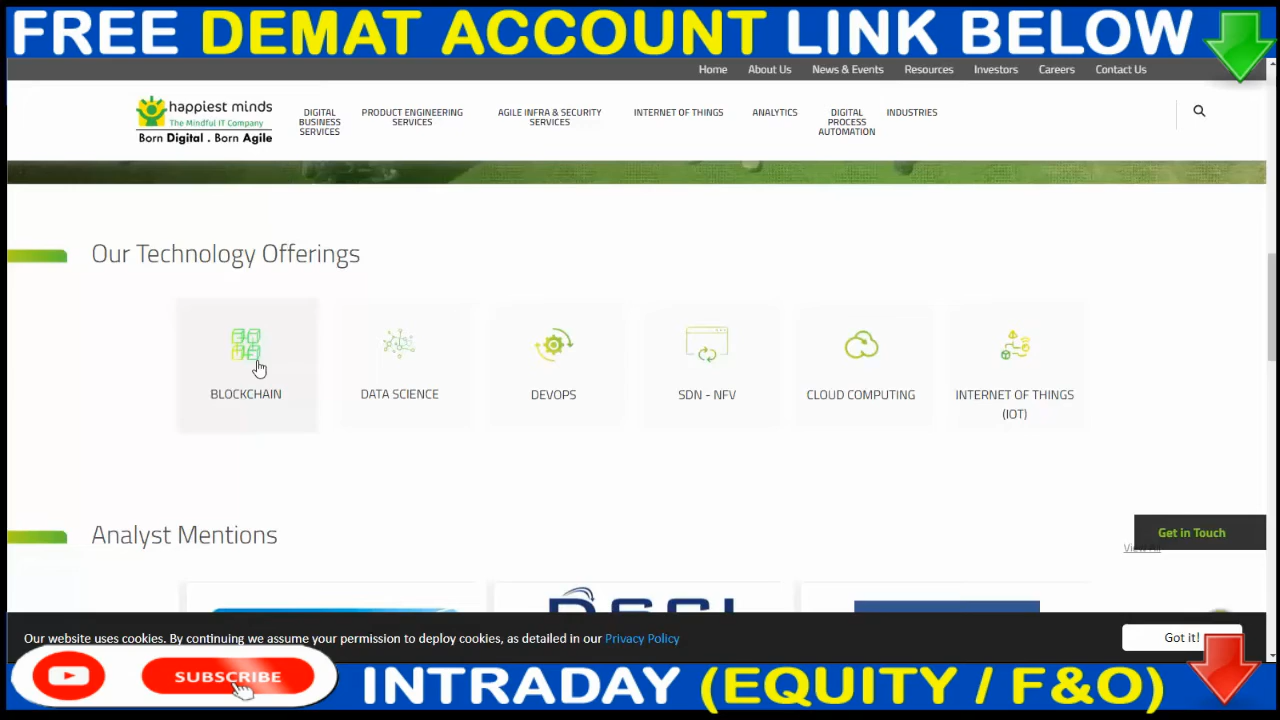 FREE DEMAT ACCOUNT LINK BELOW
Home About Us News & Events Resources Investors Careers Contact Us
happiest minds
The Mindful IT Company
Born Digital . Born Agile
DIGITAL BUSINESS SERVICES
PRODUCT ENGINEERING SERVICES
AGILE INFRA & SECURITY SERVICES
INTERNET OF THINGS
ANALYTICS
DIGITAL PROCESS AUTOMATION
INDUSTRIES
Our Technology Offerings
BLOCKCHAIN
DATA SCIENCE
DEVOPS
SDN - NFV
CLOUD COMPUTING
INTERNET OF THINGS
(IOT)
Analyst Mentions
Get in Touch
View All
DSCI
Our website uses cookies. By continuing we assume your permission to deploy cookies, as detailed in our Privacy Policy
Got it!
SUBSCRIBE
INTRADAY (EQUITY / F&O)